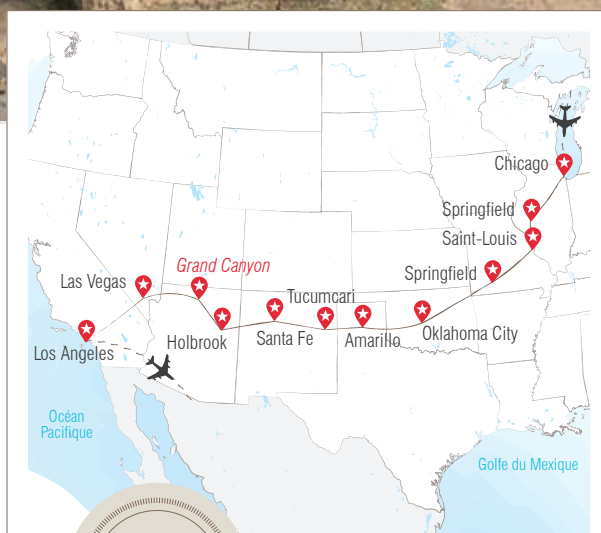 Chicago
Springfield
Saint-Louis
Springfield
Grand Canyon
Las Vegas
Tucumcari
Oklahoma City
Amarillo
Santa Fe
Holbrook
Los Angeles
Océan
Pacifique
Golfe du Mexique